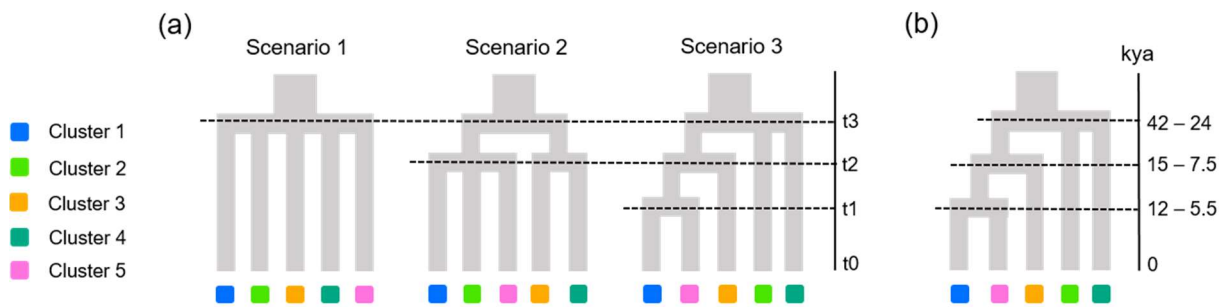 (a)
Scenario 1
Scenario 2
Scenario 3
t3
t2
t1
t0
Cluster 1
Cluster 2
Cluster 3
Cluster 4
Cluster 5
(b)
kya
42 – 24
15 – 7.5
12 – 5.5
0